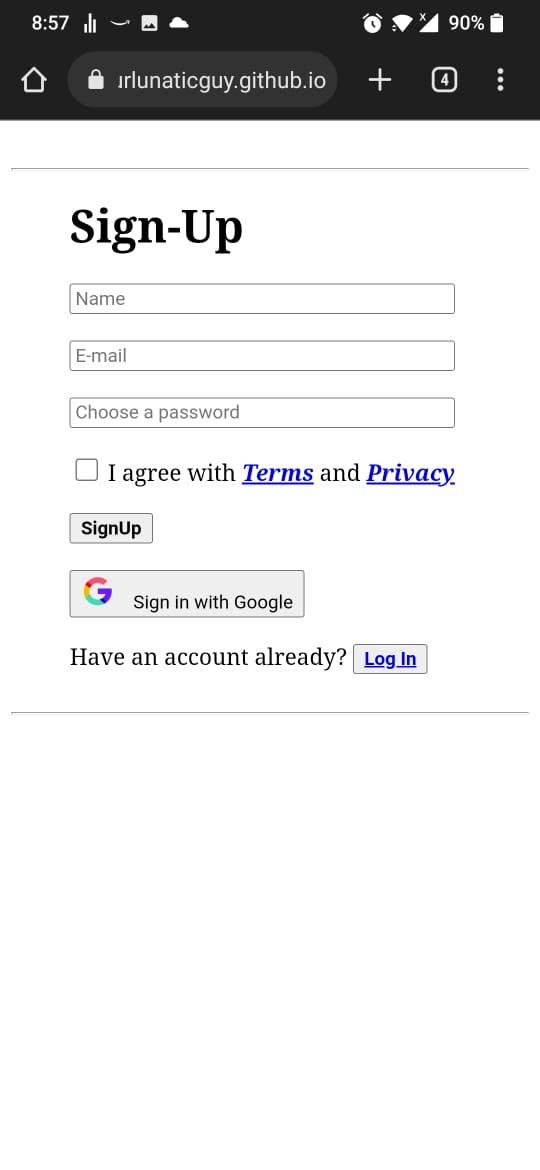 8:57 90%
urlunaticguy.github.io 4
Sign-Up
Name
E-mail
Choose a password
I agree with Terms and Privacy
SignUp
Sign in with Google
Have an account already? Log In